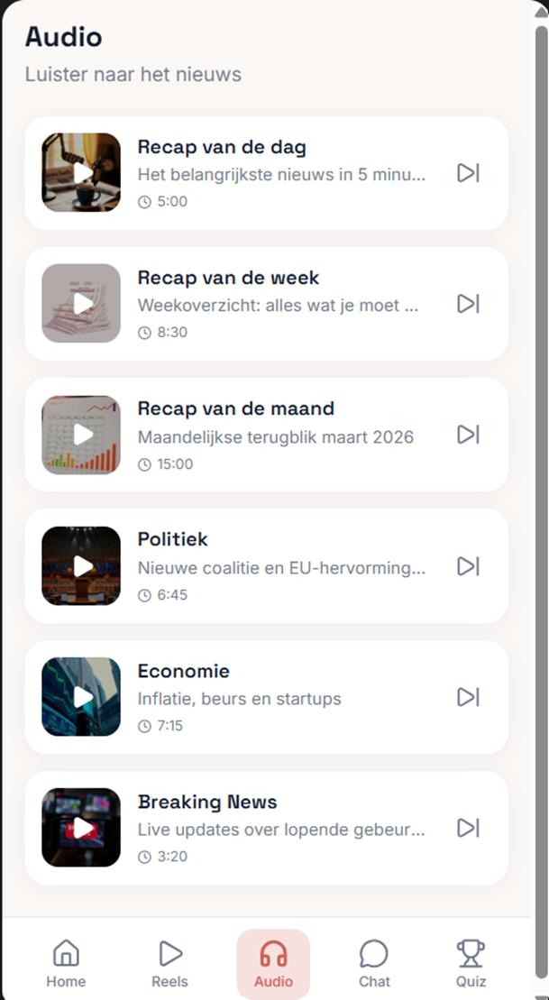 Audio
Luister naar het nieuws
Recap van de dag
Het belangrijkste nieuws in 5 minu...
5:00
Recap van de week
Weekoverzicht: alles wat je moet ...
8:30
Recap van de maand
Maandelijkse terugblik maart 2026
15:00
Politiek
Nieuwe coalitie en EU-hervorming...
6:45
Economie
Inflatie, beurs en startups
7:15
Breaking News
Live updates over lopende gebeur...
3:20
Home
Reels
Audio
Chat
Quiz